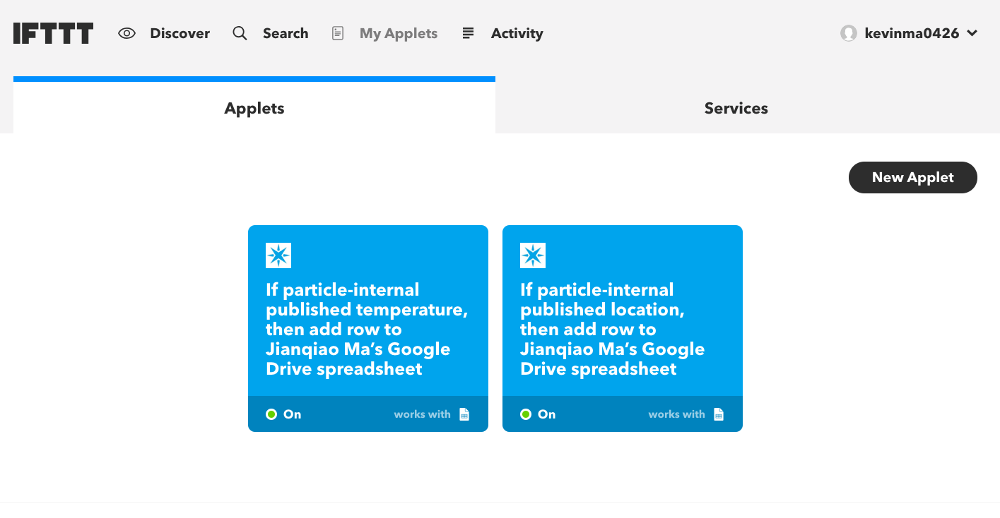 IFTTT Discover Search My Applets Activity kevinma0426
Applets Services
New Applet
If particle-internal
published temperature,
then add row to
Jianqiao Ma’s Google
Drive spreadsheet
On works with
If particle-internal
published location,
then add row to
Jianqiao Ma’s Google
Drive spreadsheet
On works with